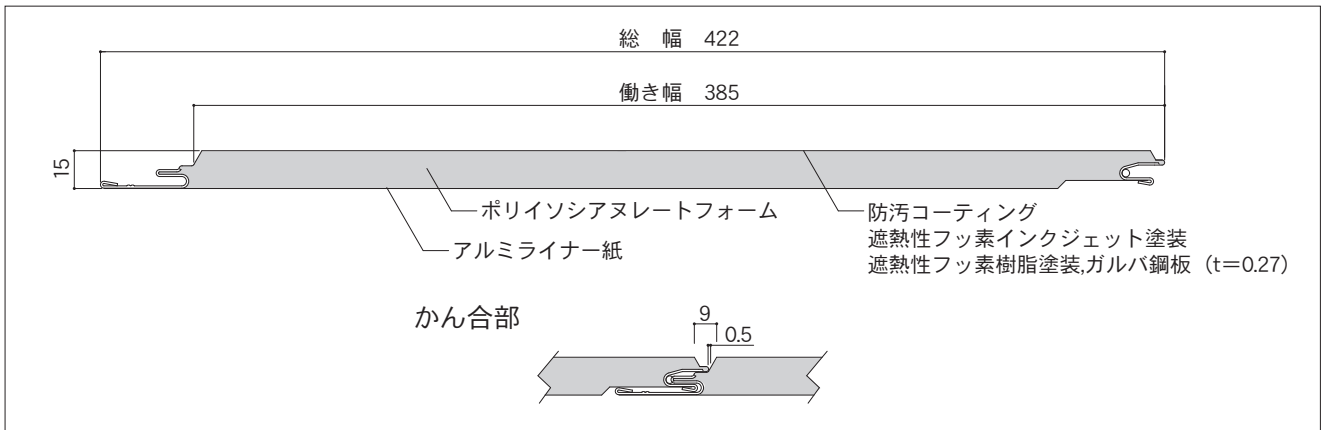 総　幅　422
働き幅　385
15
ポリイソシアヌレートフォーム
アルミライナー紙
防汚コーティング
遮熱性フッ素インクジェット塗装
遮熱性フッ素樹脂塗装,ガルバ鋼板（t＝0.27）
かん合部
9
0.5